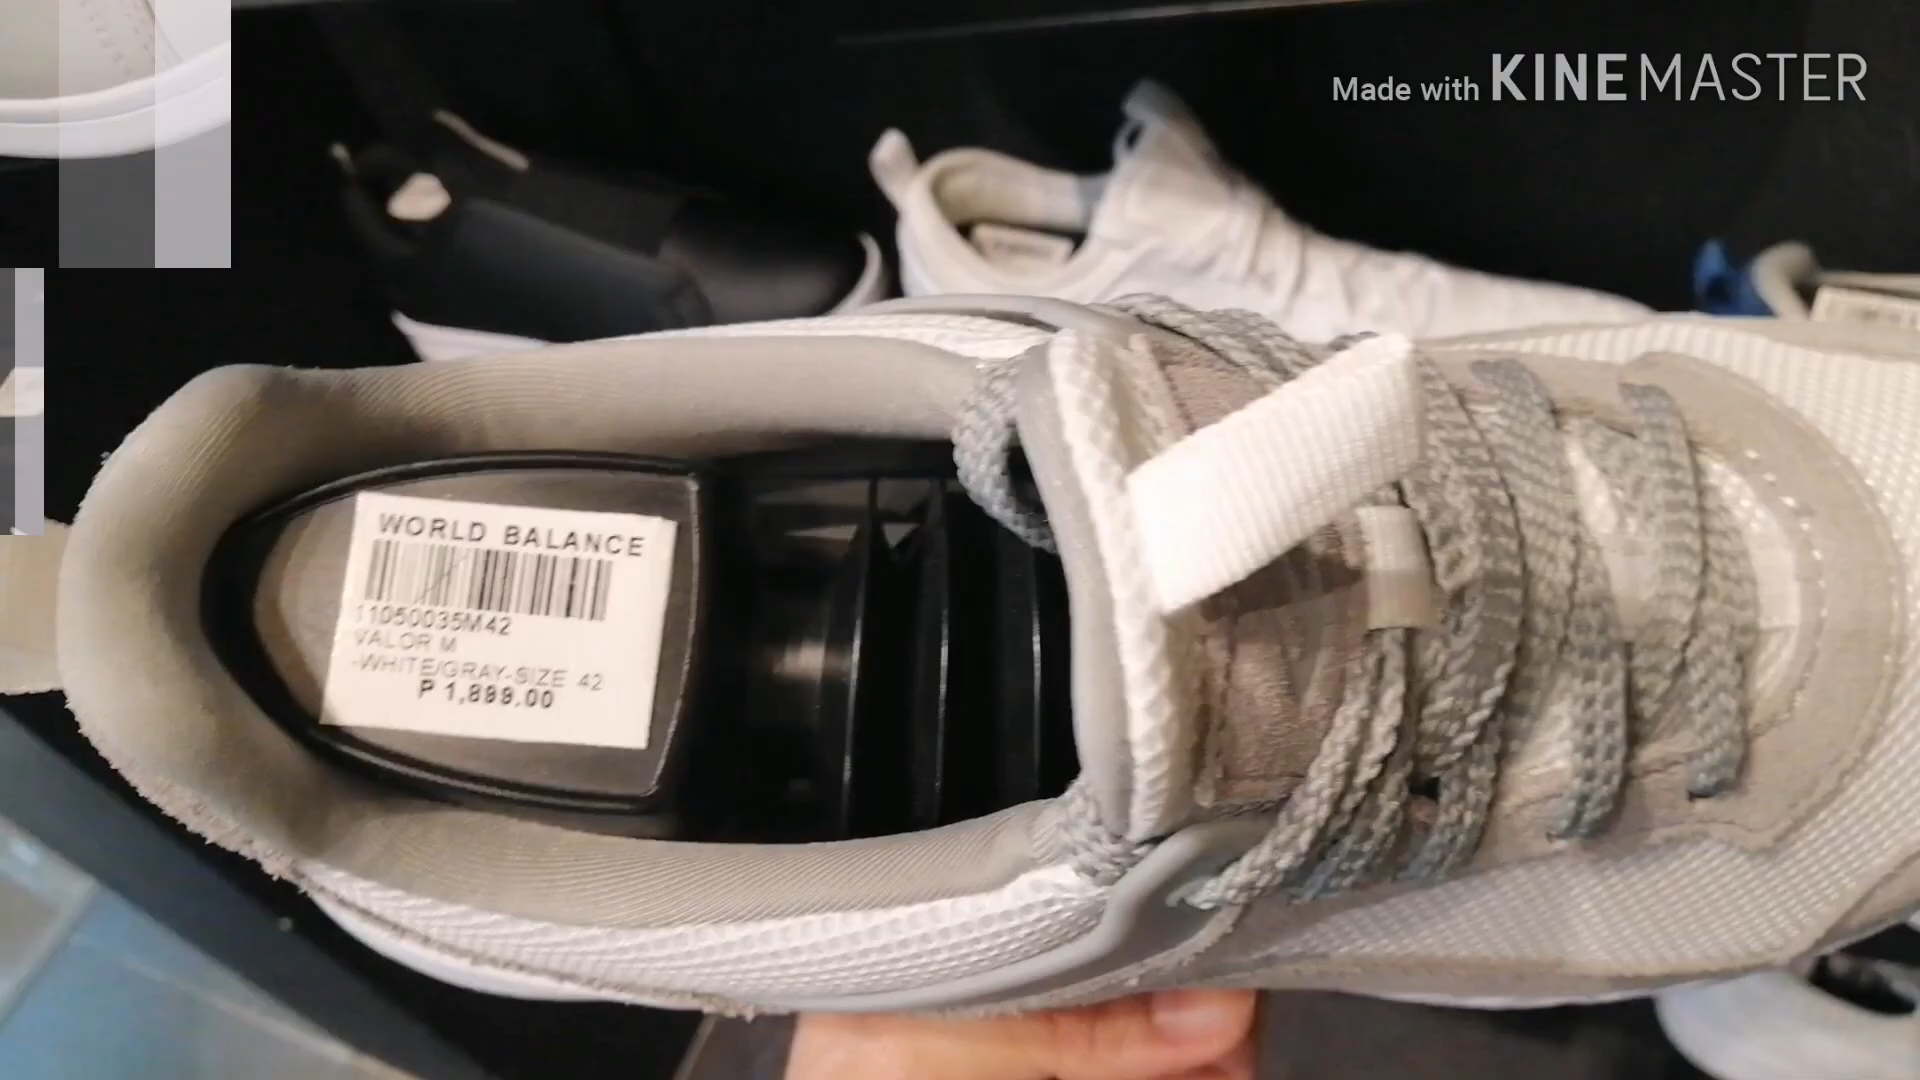 Made with KINEMASTER
WORLD BALANCE
11050035M42
VALOR M
-WHITE/GRAY-SIZE 42
P 1,899.00